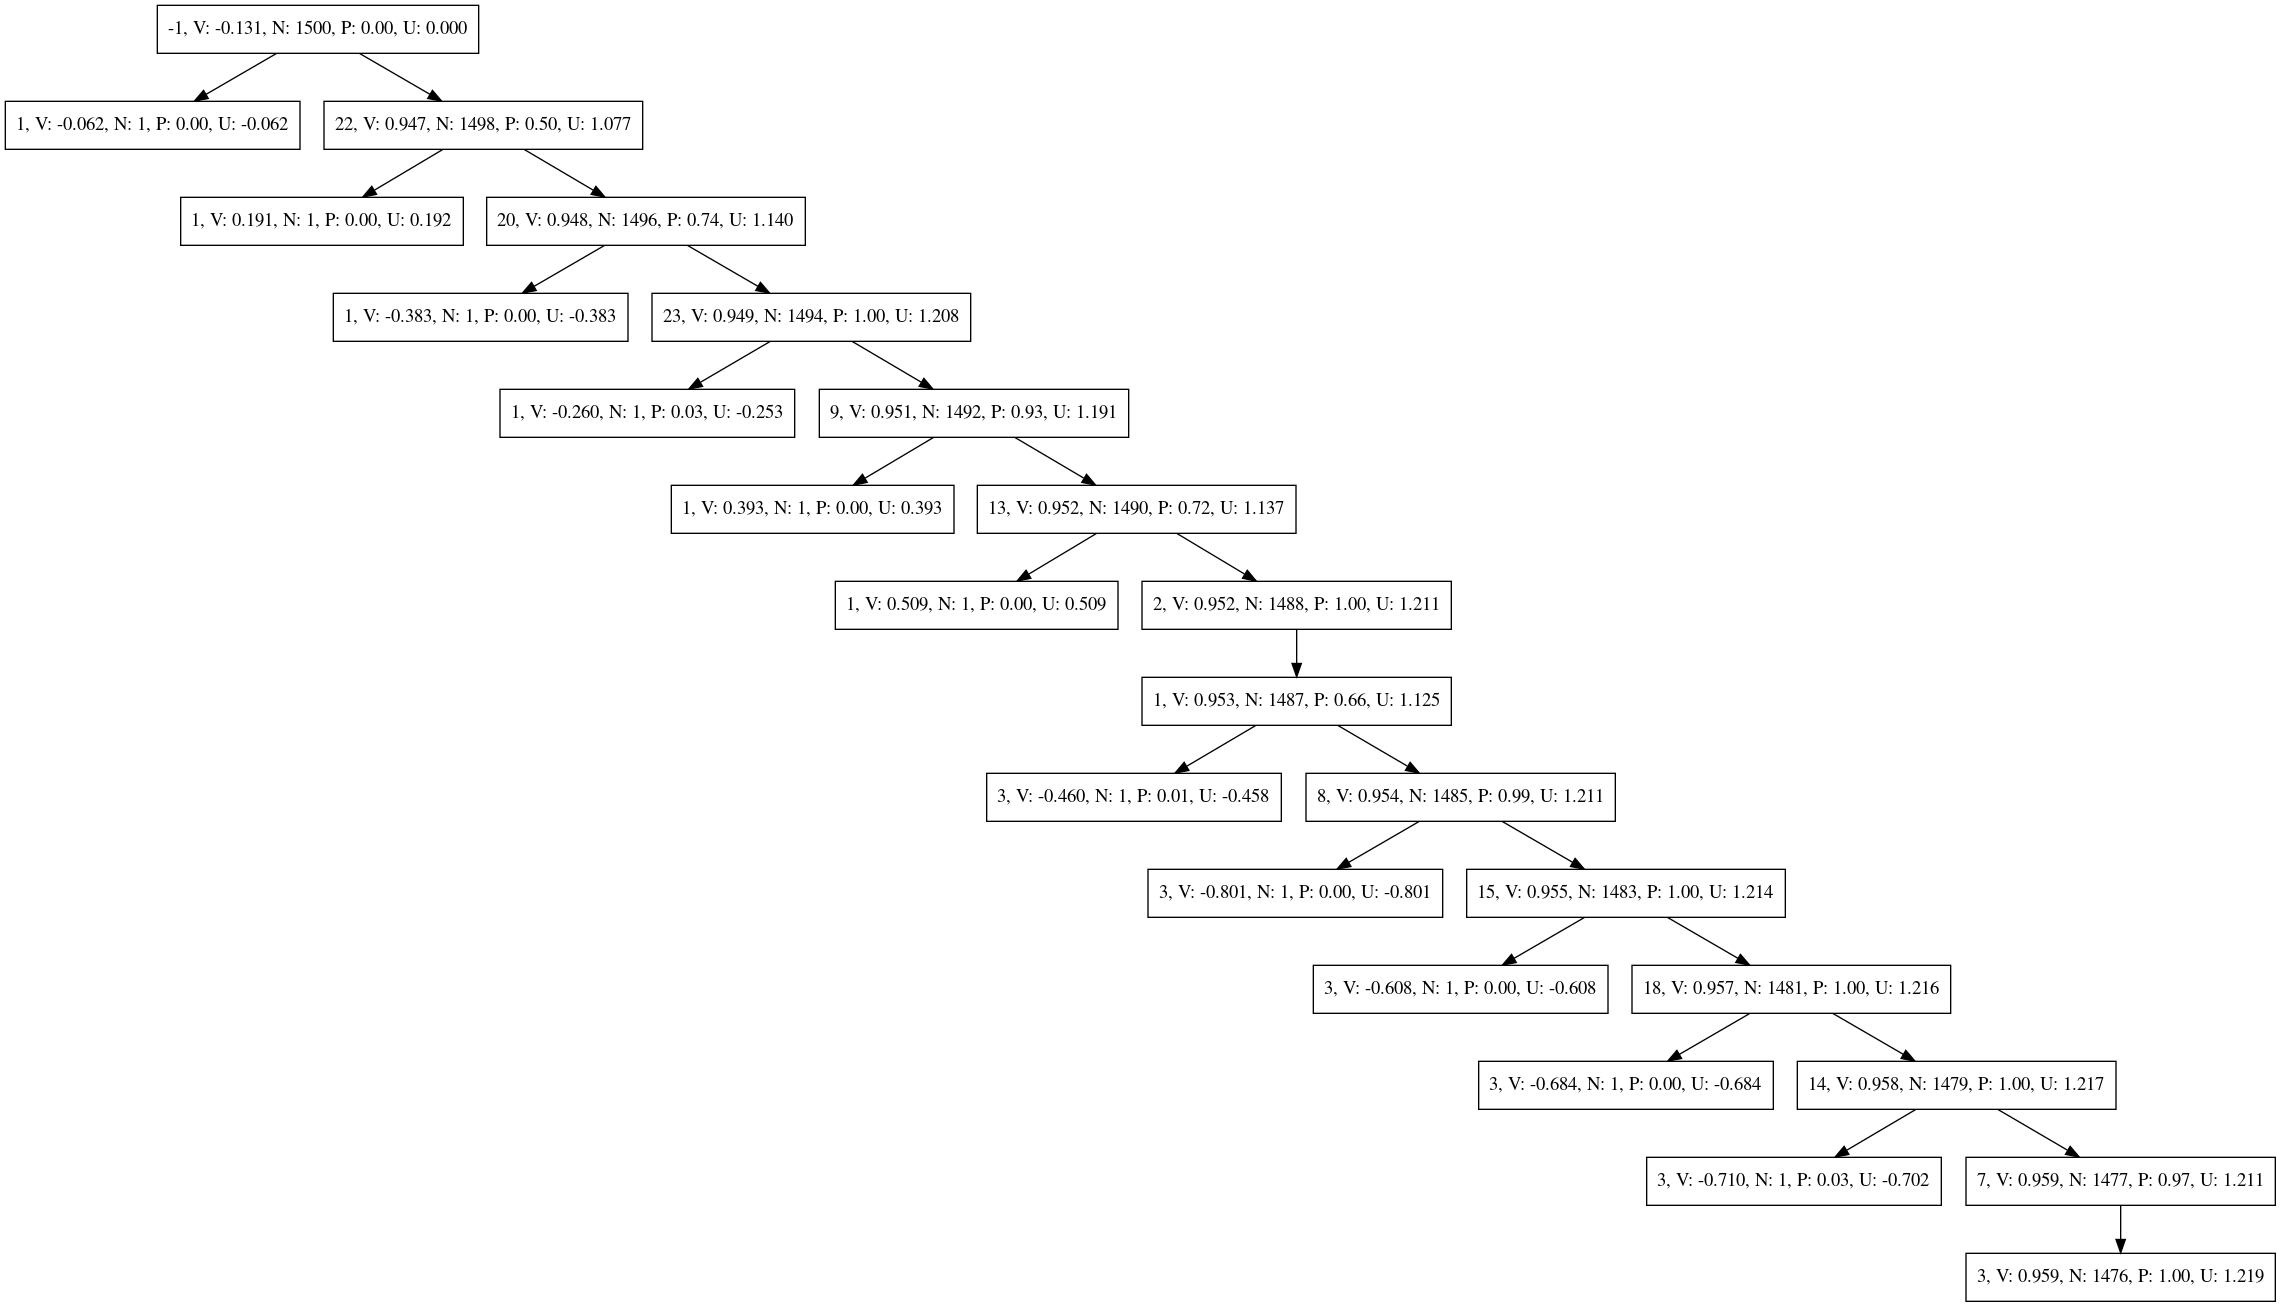 -1, V: -0.131, N: 1500, P: 0.00, U: 0.000
1, V: -0.062, N: 1, P: 0.00, U: -0.062
22, V: 0.947, N: 1498, P: 0.50, U: 1.077
1, V: 0.191, N: 1, P: 0.00, U: 0.192
20, V: 0.948, N: 1496, P: 0.74, U: 1.140
1, V: -0.383, N: 1, P: 0.00, U: -0.383
23, V: 0.949, N: 1494, P: 1.00, U: 1.208
1, V: -0.260, N: 1, P: 0.03, U: -0.253
9, V: 0.951, N: 1492, P: 0.93, U: 1.191
1, V: 0.393, N: 1, P: 0.00, U: 0.393
13, V: 0.952, N: 1490, P: 0.72, U: 1.137
1, V: 0.509, N: 1, P: 0.00, U: 0.509
2, V: 0.952, N: 1488, P: 1.00, U: 1.211
1, V: 0.953, N: 1487, P: 0.66, U: 1.125
3, V: -0.460, N: 1, P: 0.01, U: -0.458
8, V: 0.954, N: 1485, P: 0.99, U: 1.211
3, V: -0.801, N: 1, P: 0.00, U: -0.801
15, V: 0.955, N: 1483, P: 1.00, U: 1.214
3, V: -0.608, N: 1, P: 0.00, U: -0.608
18, V: 0.957, N: 1481, P: 1.00, U: 1.216
3, V: -0.684, N: 1, P: 0.00, U: -0.684
14, V: 0.958, N: 1479, P: 1.00, U: 1.217
3, V: -0.710, N: 1, P: 0.03, U: -0.702
7, V: 0.959, N: 1477, P: 0.97, U: 1.211
3, V: 0.959, N: 1476, P: 1.00, U: 1.219